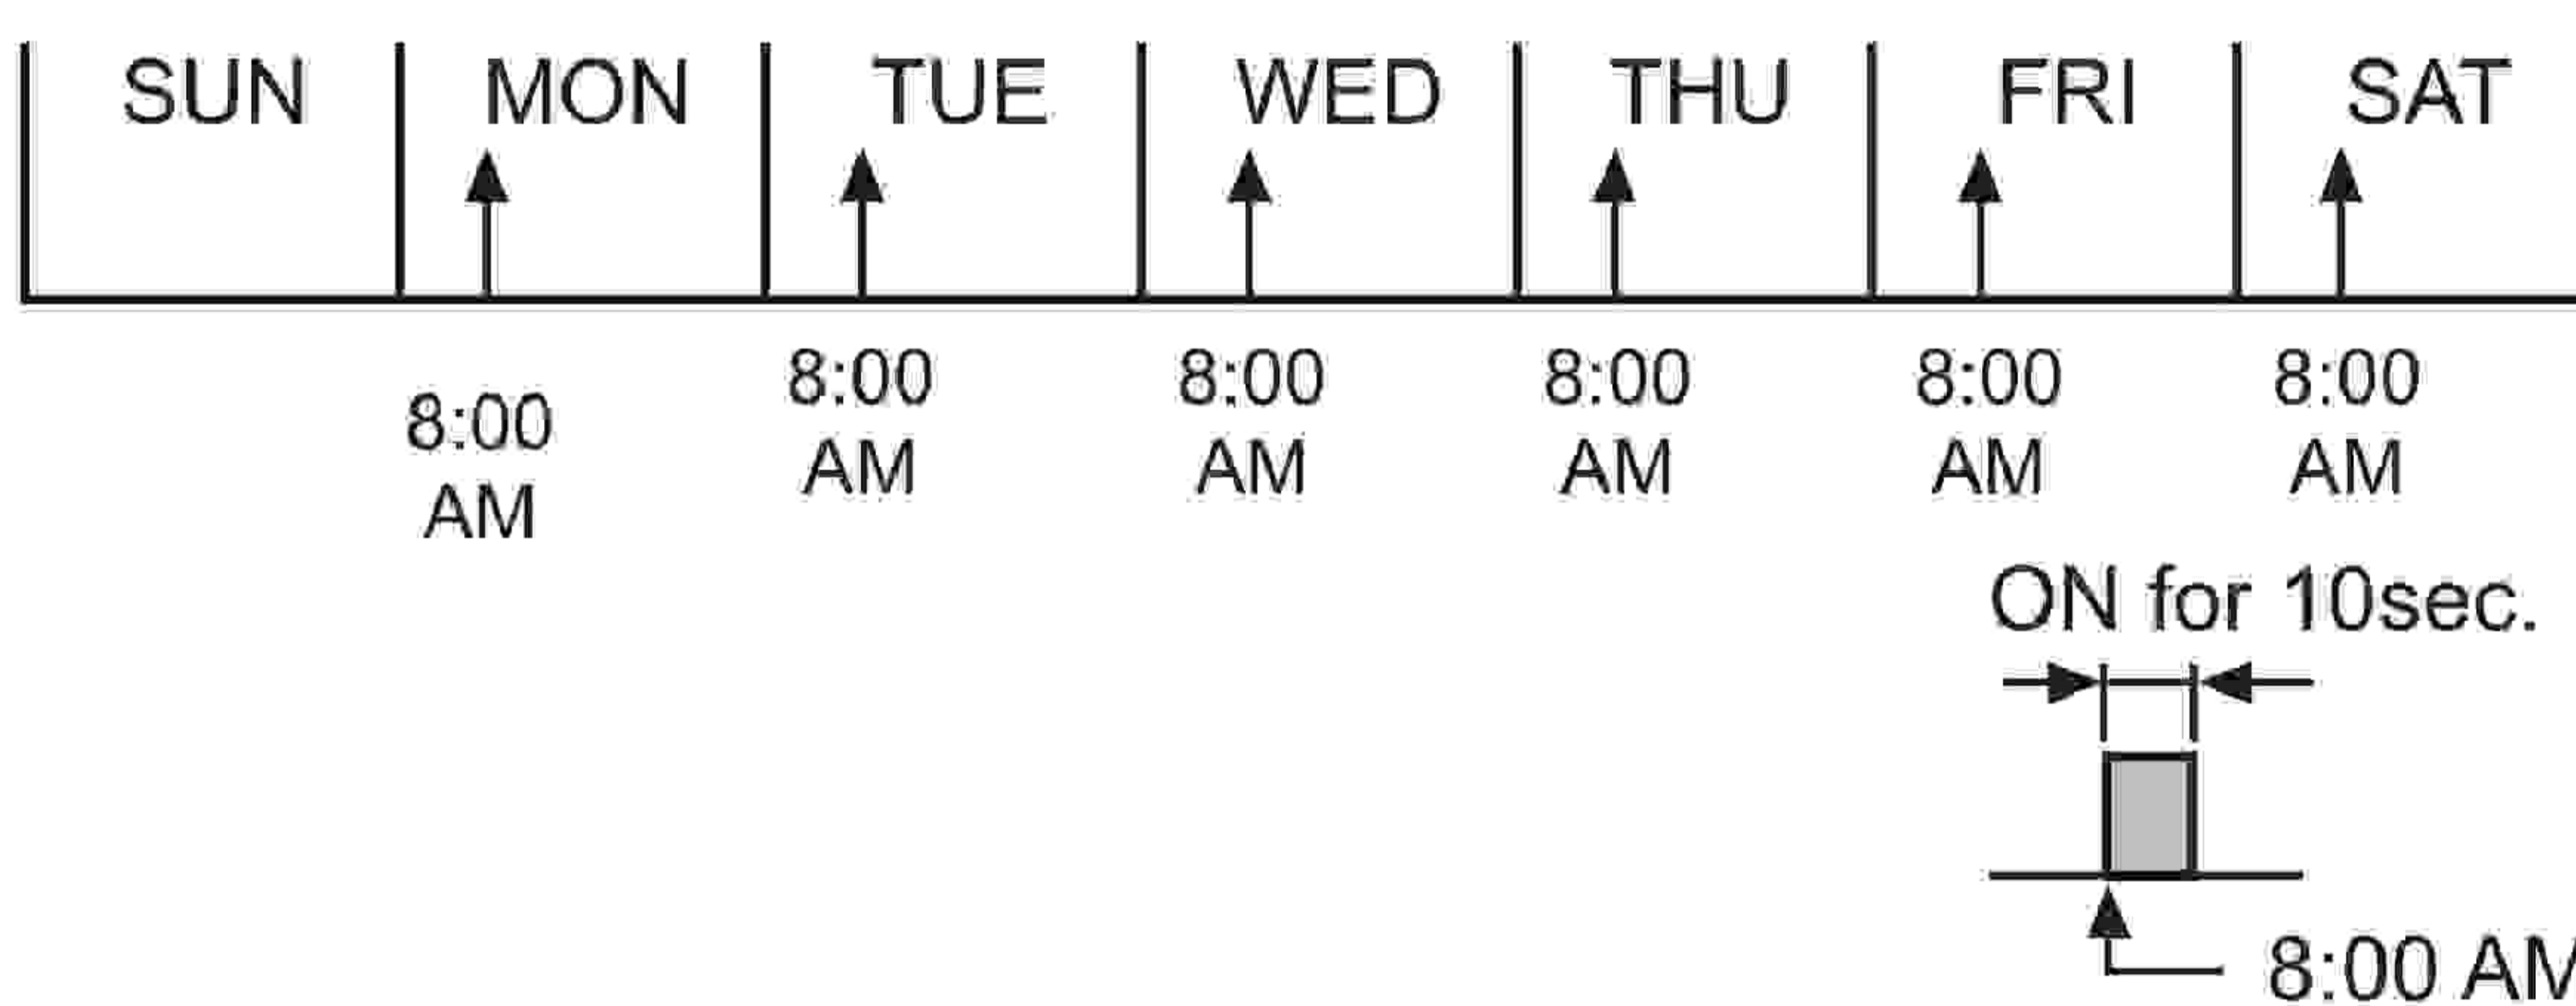 SUN MON TUE WED THU FRI SAT
8:00 8:00 8:00 8:00 8:00 8:00
AM AM AM AM AM AM
ON for 10sec.
8:00 AM